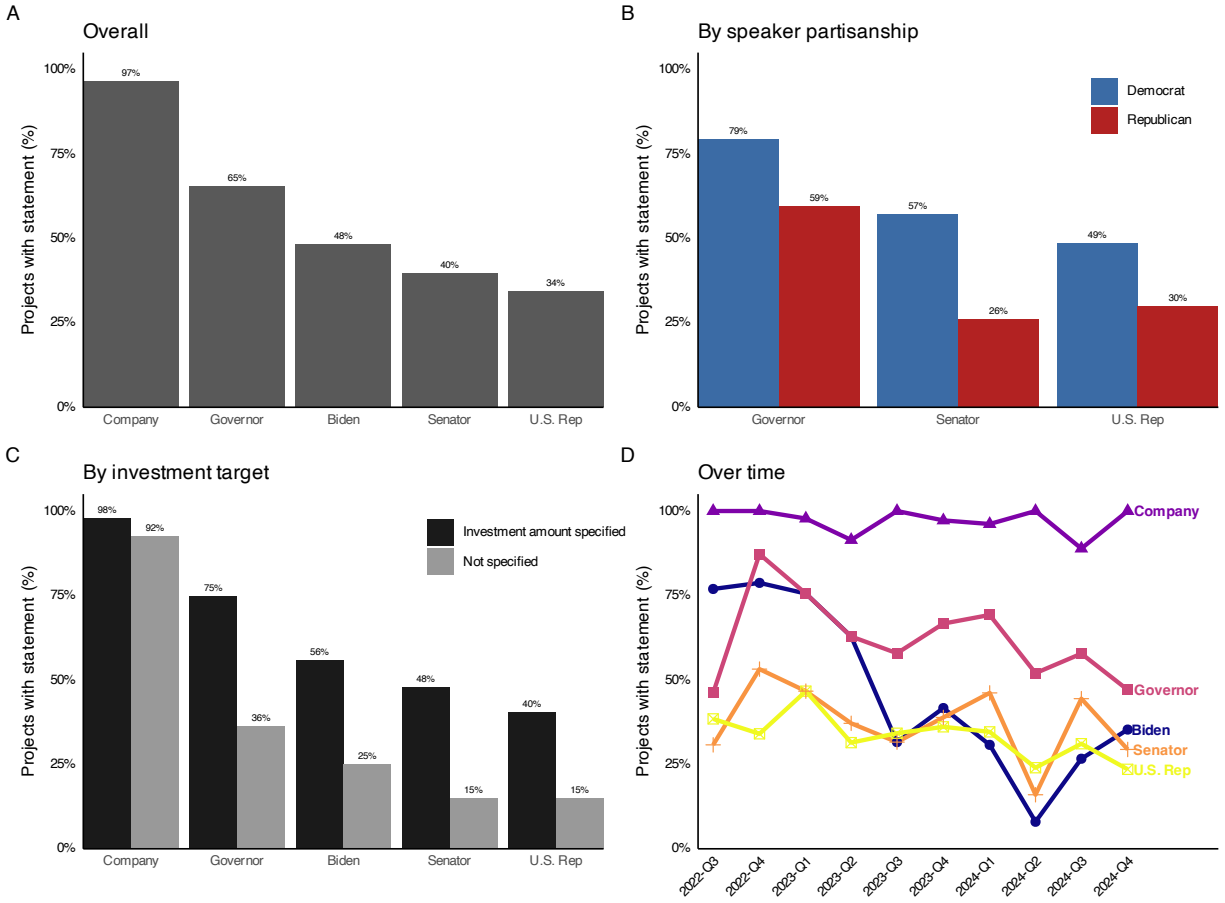 A
Overall
Projects with statement (%)
100%
75%
50%
25%
0%
97%
65%
48%
40%
34%
Company Governor Biden Senator U.S. Rep
B
By speaker partisanship
Projects with statement (%)
100%
75%
50%
25%
0%
Democrat
Republican
79%
59%
57%
26%
49%
30%
Governor Senator U.S. Rep
C
By investment target
Projects with statement (%)
100%
75%
50%
25%
0%
Investment amount specified
Not specified
98%
92%
75%
36%
56%
25%
48%
15%
40%
15%
Company Governor Biden Senator U.S. Rep
D
Over time
Projects with statement (%)
100%
75%
50%
25%
0%
Company
Governor
Biden
Senator
U.S. Rep
2022-Q3
2022-Q4
2023-Q1
2023-Q2
2023-Q3
2023-Q4
2024-Q1
2024-Q2
2024-Q3
2024-Q4